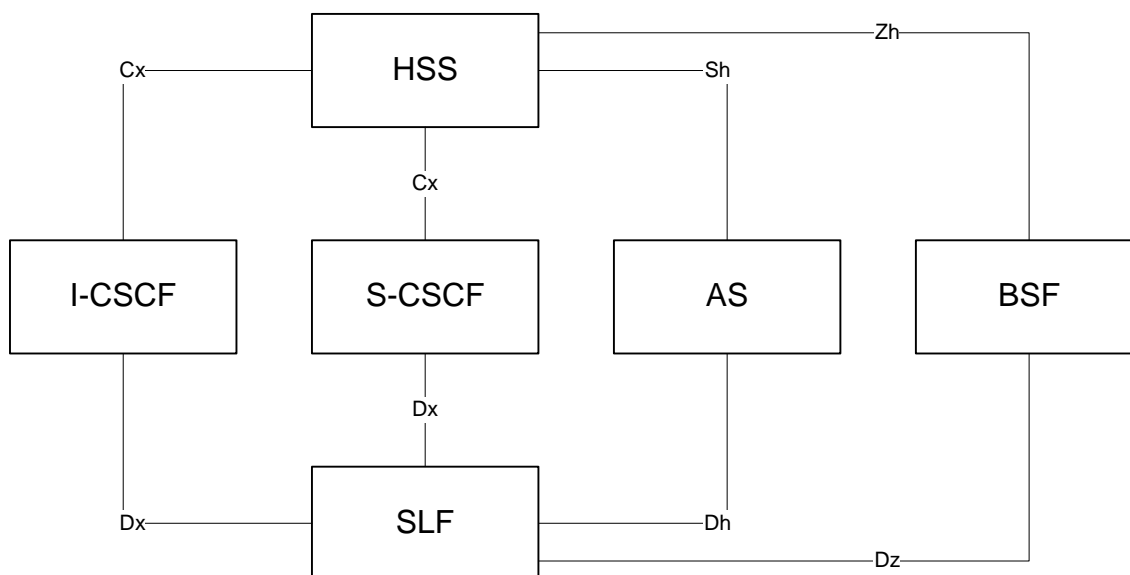 Zh
HSS
Cx
Sh
Cx
I-CSCF
S-CSCF
AS
BSF
Dx
SLF
Dx
Dh
Dz